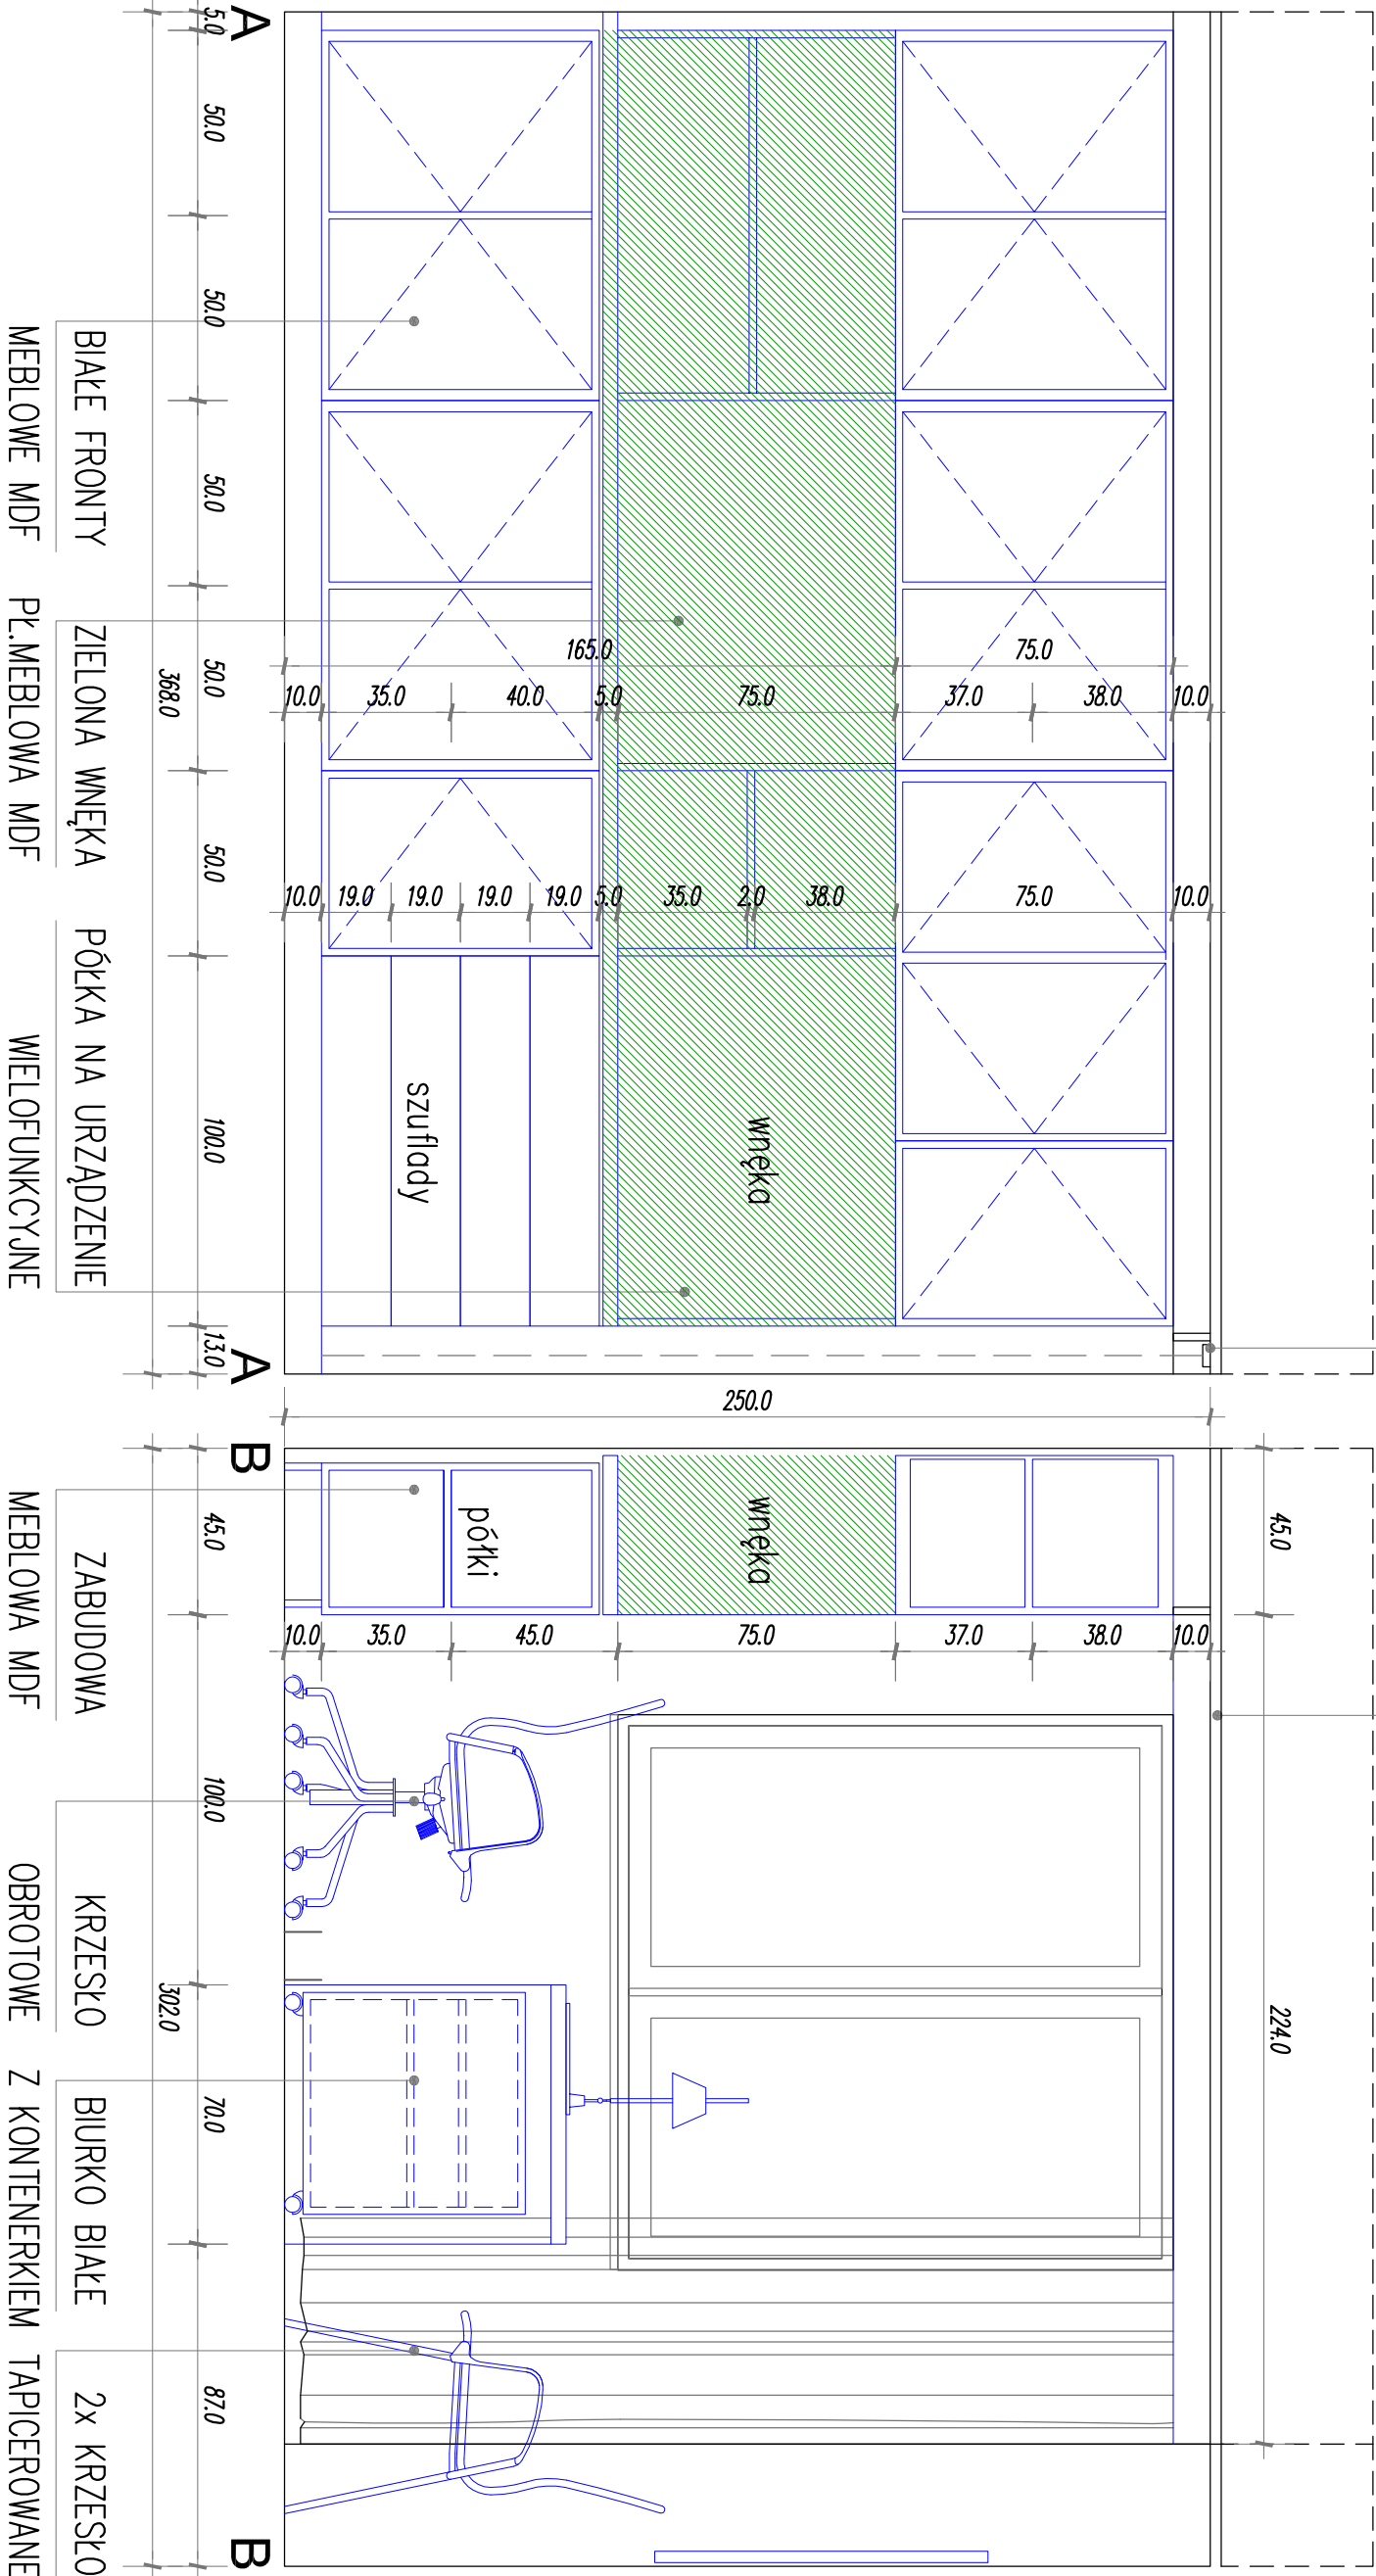 45.0 224.0
165.0 75.0
10.0 35.0 40.0 5.0 75.0 37.0 38.0 10.0
10.0 19.0 19.0 19.0 19.0 5.0 35.0 2.0 38.0 75.0 10.0
wnęka
szuflady
250.0
wnęka
półki
10.0 35.0 45.0 75.0 37.0 38.0 10.0
A A B B
5.0 50.0 50.0 50.0 50.0 50.0 100.0 13.0 45.0 100.0 70.0 87.0
368.0 302.0
BIAŁE FRONTY
MEBLOWE MDF
ZIELONA WNĘKA
PŁ.MEBLOWA MDF
PÓŁKA NA URZĄDZENIE
WIELOFUNKCYJNE
ZABUDOWA
MEBLOWA MDF
KRZESŁO
OBROTOWE
BIURKO BIAŁE
Z KONTENERKIEM
2x KRZESŁO
TAPICEROWANE